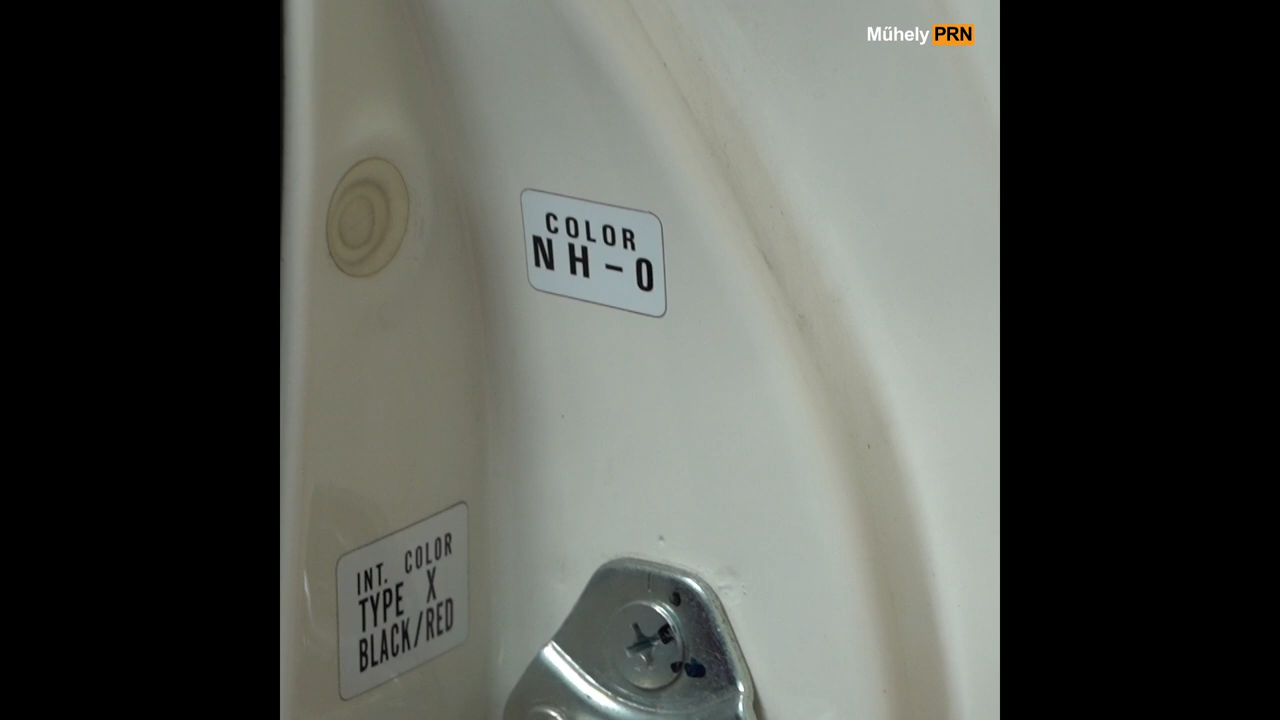 Műhely PRN
COLOR
NH-0
INT. COLOR
TYPE X
BLACK/RED